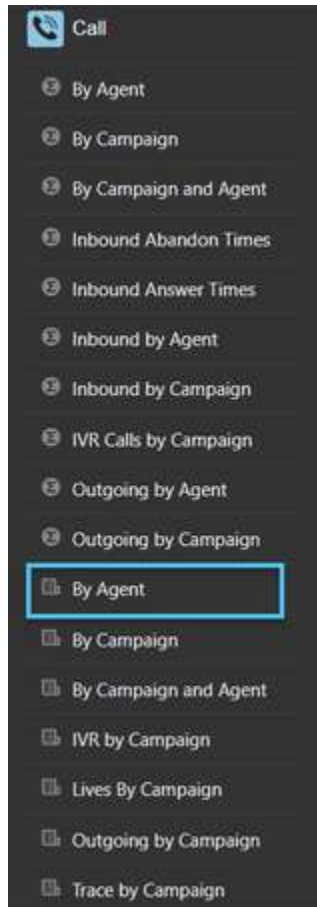 Call
By Agent
By Campaign
By Campaign and Agent
Inbound Abandon Times
Inbound Answer Times
Inbound by Agent
Inbound by Campaign
IVR Calls by Campaign
Outgoing by Agent
Outgoing by Campaign
By Agent
By Campaign
By Campaign and Agent
IVR by Campaign
Lives By Campaign
Outgoing by Campaign
Trace by Campaign